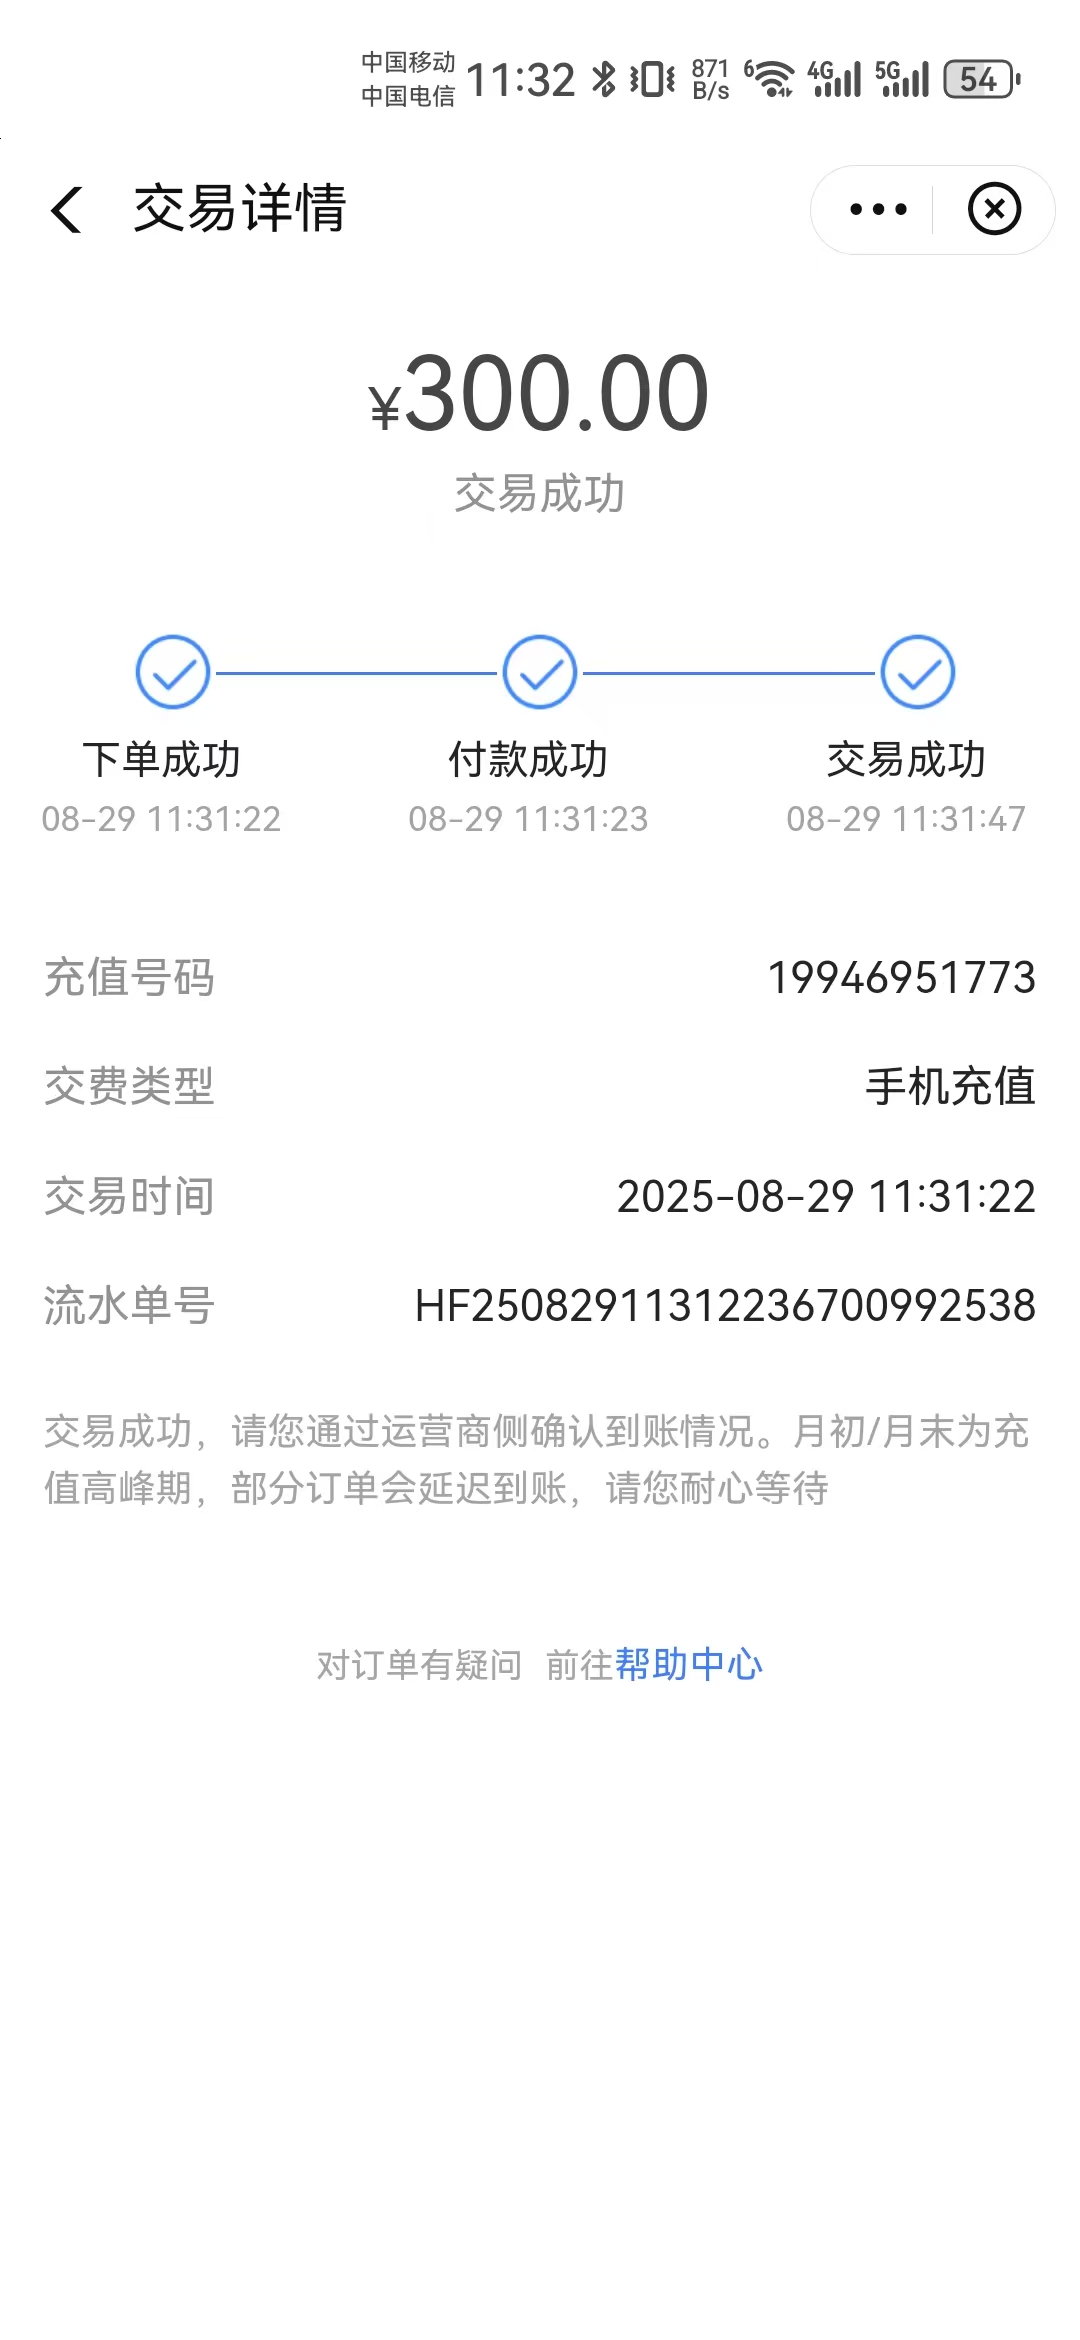 中国移动
中国电信
11:32
871
B/s
6
4G
5G
54
交易详情
¥300.00
交易成功
下单成功 付款成功 交易成功
08-29 11:31:22 08-29 11:31:23 08-29 11:31:47
充值号码 19946951773
交费类型 手机充值
交易时间 2025-08-29 11:31:22
流水单号 HF25082911312236700992538
交易成功，请您通过运营商侧确认到账情况。月初/月末为充
值高峰期，部分订单会延迟到账，请您耐心等待
对订单有疑问 前往帮助中心